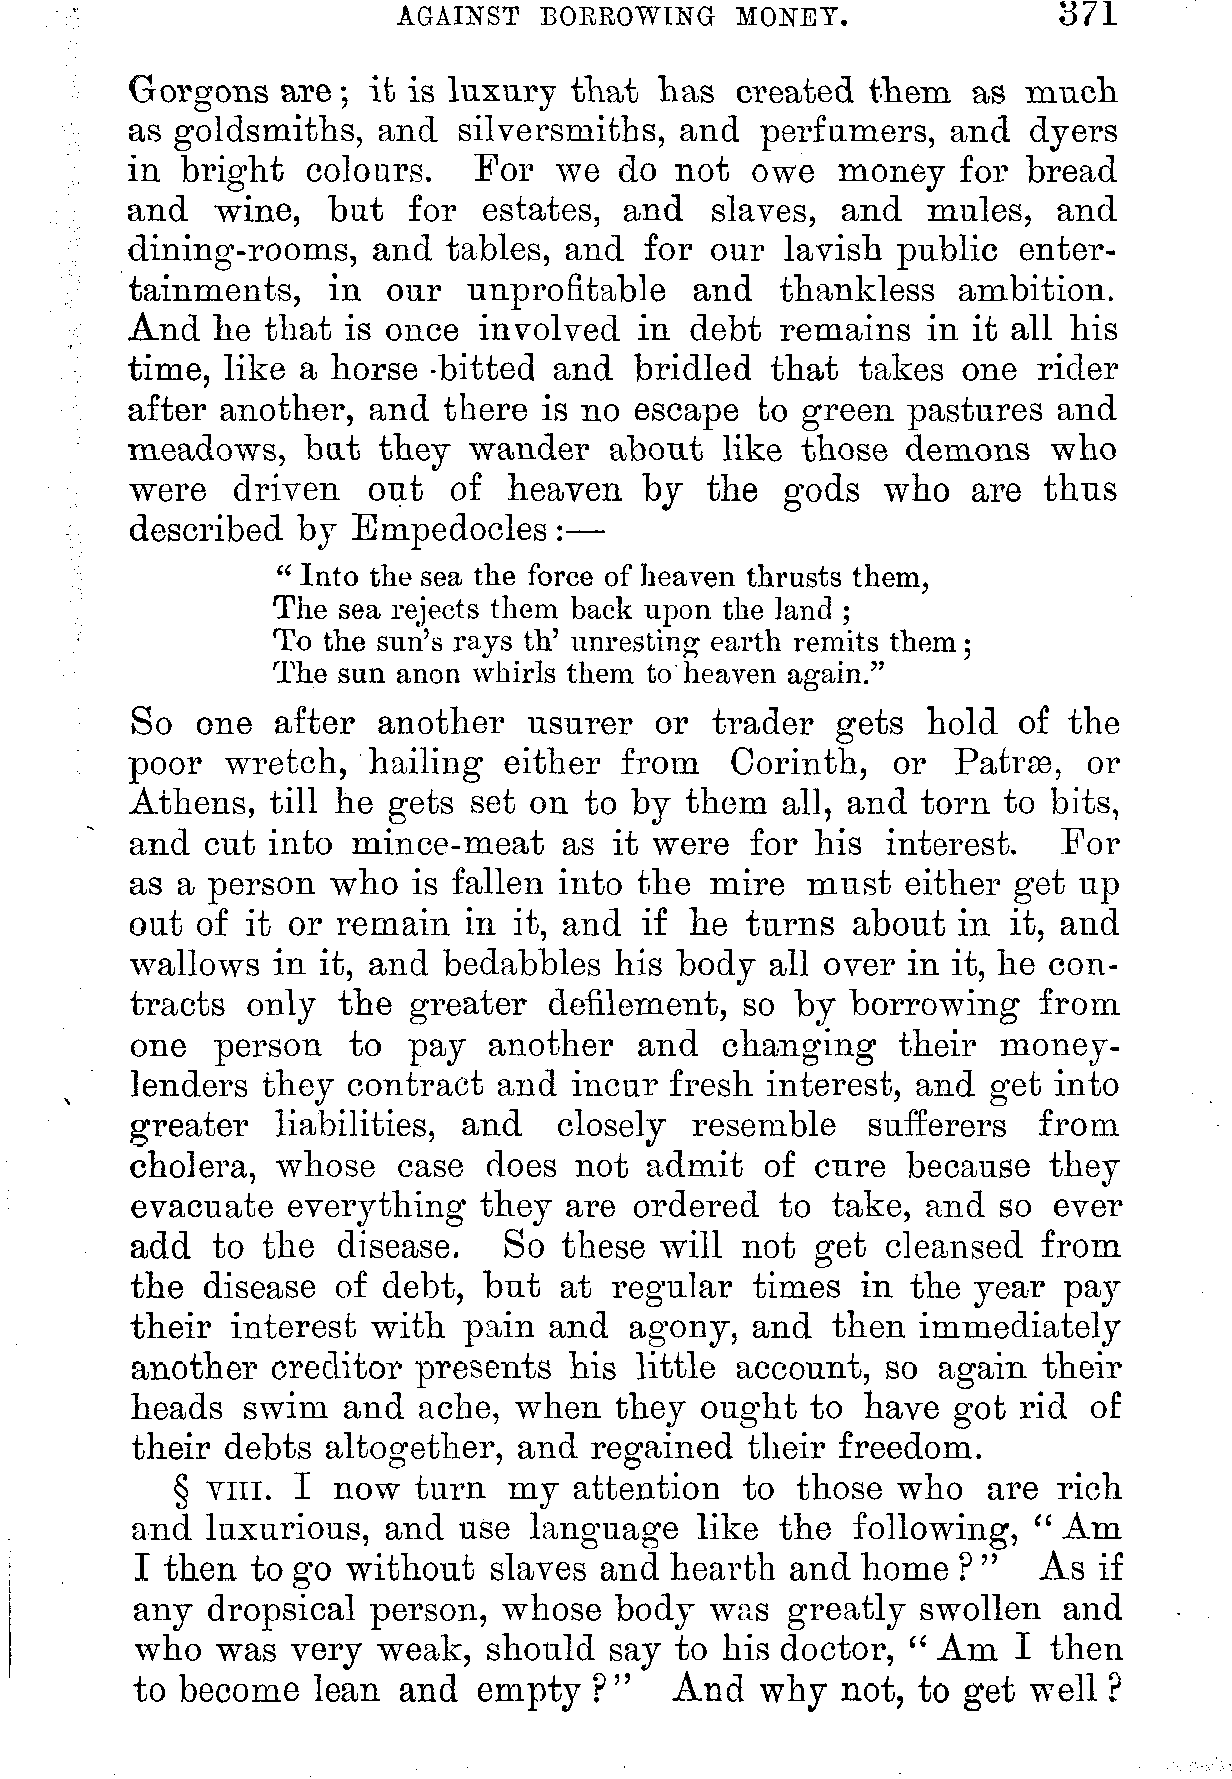 AGAINST BORROWING MONEY. 371
Gorgons are; it is luxury that has created them as much
as goldsmiths, and silversmiths, and perfumers, and dyers
in bright colours. For we do not owe money for bread
and wine, but for estates, and slaves, and mules, and
dining-rooms, and tables, and for our lavish public enter-
tainments, in our unprofitable and thankless ambition.
And he that is once involved in debt remains in it all his
time, like a horse bitted and bridled that takes one rider
after another, and there is no escape to green pastures and
meadows, but they wander about like those demons who
were driven out of heaven by the gods who are thus
described by Empedocles:—
“Into the sea the force of heaven thrusts them,
The sea rejects them back upon the land;
To the sun’s rays th’ unresting earth remits them;
The sun anon whirls them to heaven again.”
So one after another usurer or trader gets hold of the
poor wretch, hailing either from Corinth, or Patræ, or
Athens, till he gets set on to by them all, and torn to bits,
and cut into mince-meat as it were for his interest. For
as a person who is fallen into the mire must either get up
out of it or remain in it, and if he turns about in it, and
wallows in it, and bedabbles his body all over in it, he con-
tracts only the greater defilement, so by borrowing from
one person to pay another and changing their money-
lenders they contract and incur fresh interest, and get into
greater liabilities, and closely resemble sufferers from
cholera, whose case does not admit of cure because they
evacuate everything they are ordered to take, and so ever
add to the disease. So these will not get cleansed from
the disease of debt, but at regular times in the year pay
their interest with pain and agony, and then immediately
another creditor presents his little account, so again their
heads swim and ache, when they ought to have got rid of
their debts altogether, and regained their freedom.
§ VIII. I now turn my attention to those who are rich
and luxurious, and use language like the following, “Am
I then to go without slaves and hearth and home?” As if
any dropsical person, whose body was greatly swollen and
who was very weak, should say to his doctor, “Am I then
to become lean and empty?” And why not, to get well?